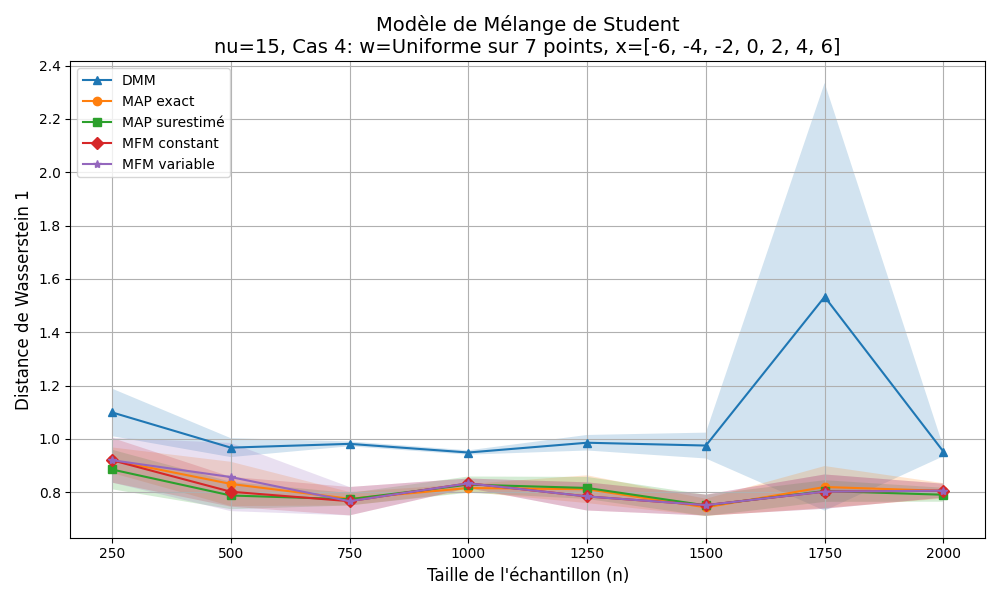 Modèle de Mélange de Student
nu=15, Cas 4: w=Uniforme sur 7 points, x=[-6, -4, -2, 0, 2, 4, 6]
DMM
MAP exact
MAP surestimé
MFM constant
MFM variable
Distance de Wasserstein 1
2.4
2.2
2.0
1.8
1.6
1.4
1.2
1.0
0.8
250 500 750 1000 1250 1500 1750 2000
Taille de l'échantillon (n)